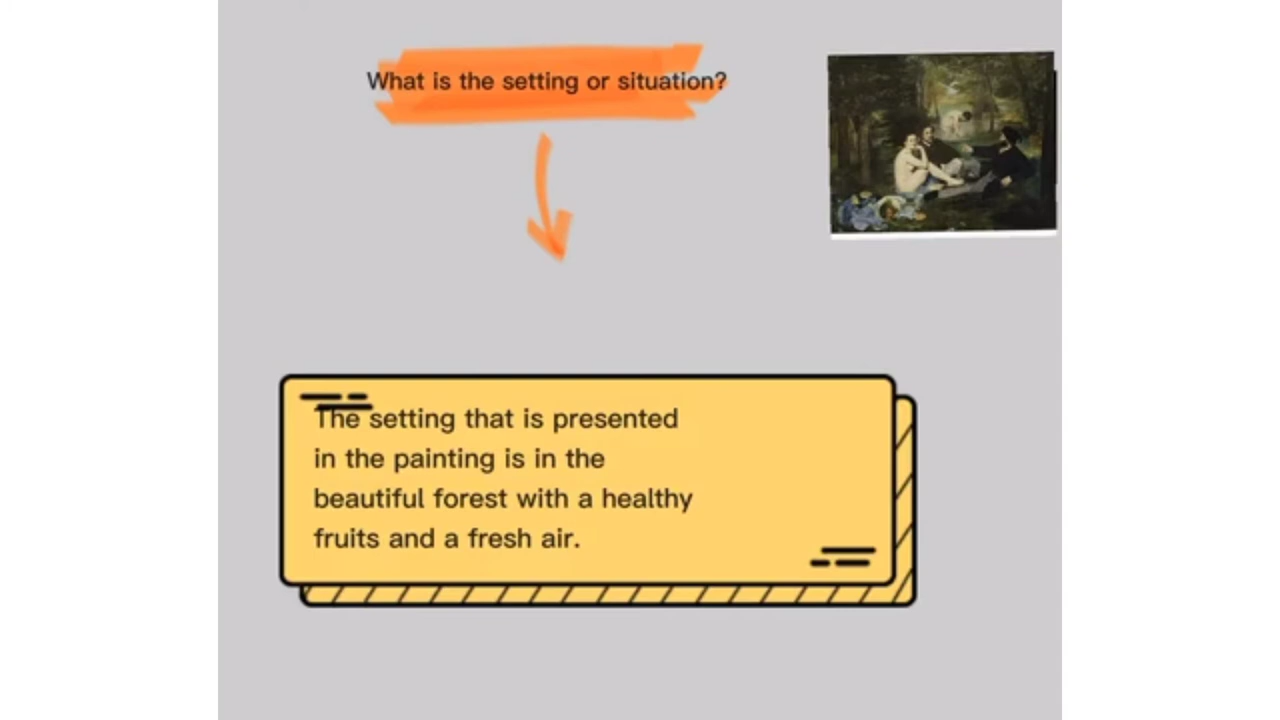 What is the setting or situation?
The setting that is presented
in the painting is in the
beautiful forest with a healthy
fruits and a fresh air.